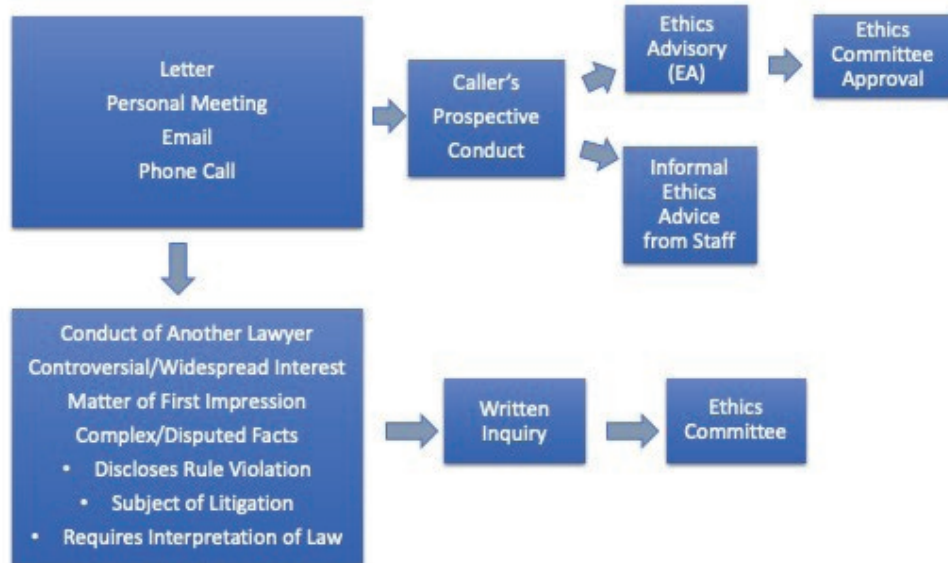 Letter
Personal Meeting
Email
Phone Call
Caller's
Prospective
Conduct
Ethics
Advisory
(EA)
Ethics
Committee
Approval
Informal
Ethics
Advice
from Staff
Conduct of Another Lawyer
Controversial/Widespread Interest
Matter of First Impression
Complex/Disputed Facts
• Discloses Rule Violation
• Subject of Litigation
• Requires Interpretation of Law
Written
Inquiry
Ethics
Committee